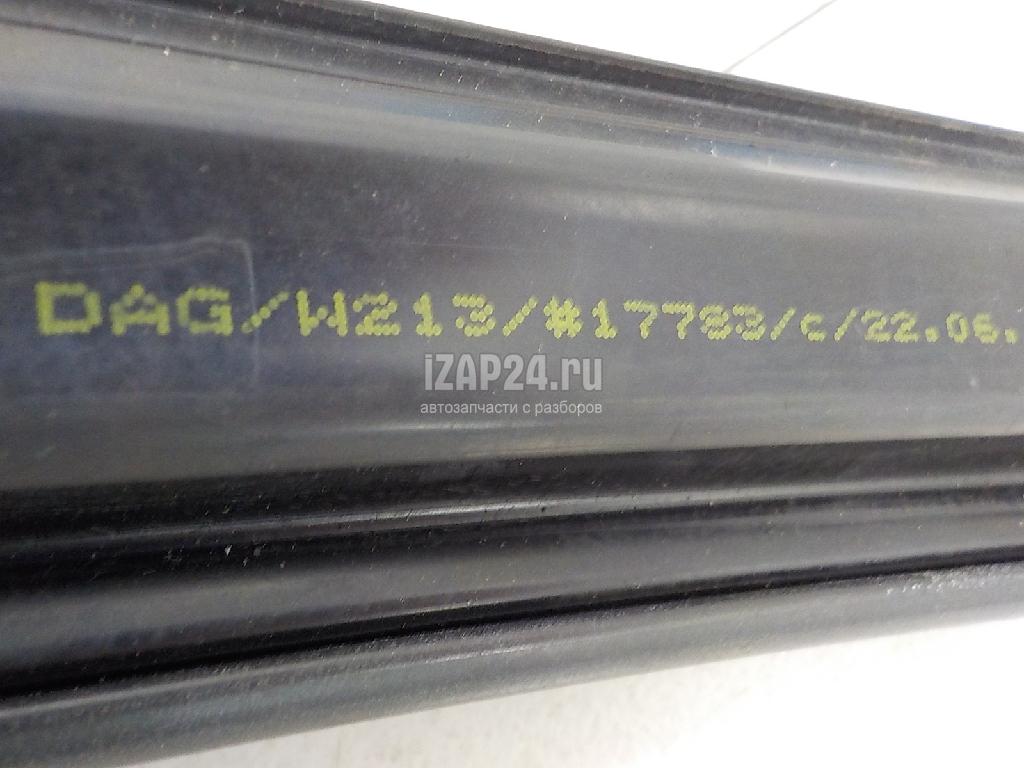 DAG/W213/#17783/c/22.06.
iZAP24.ru
автозапчасти с разборов